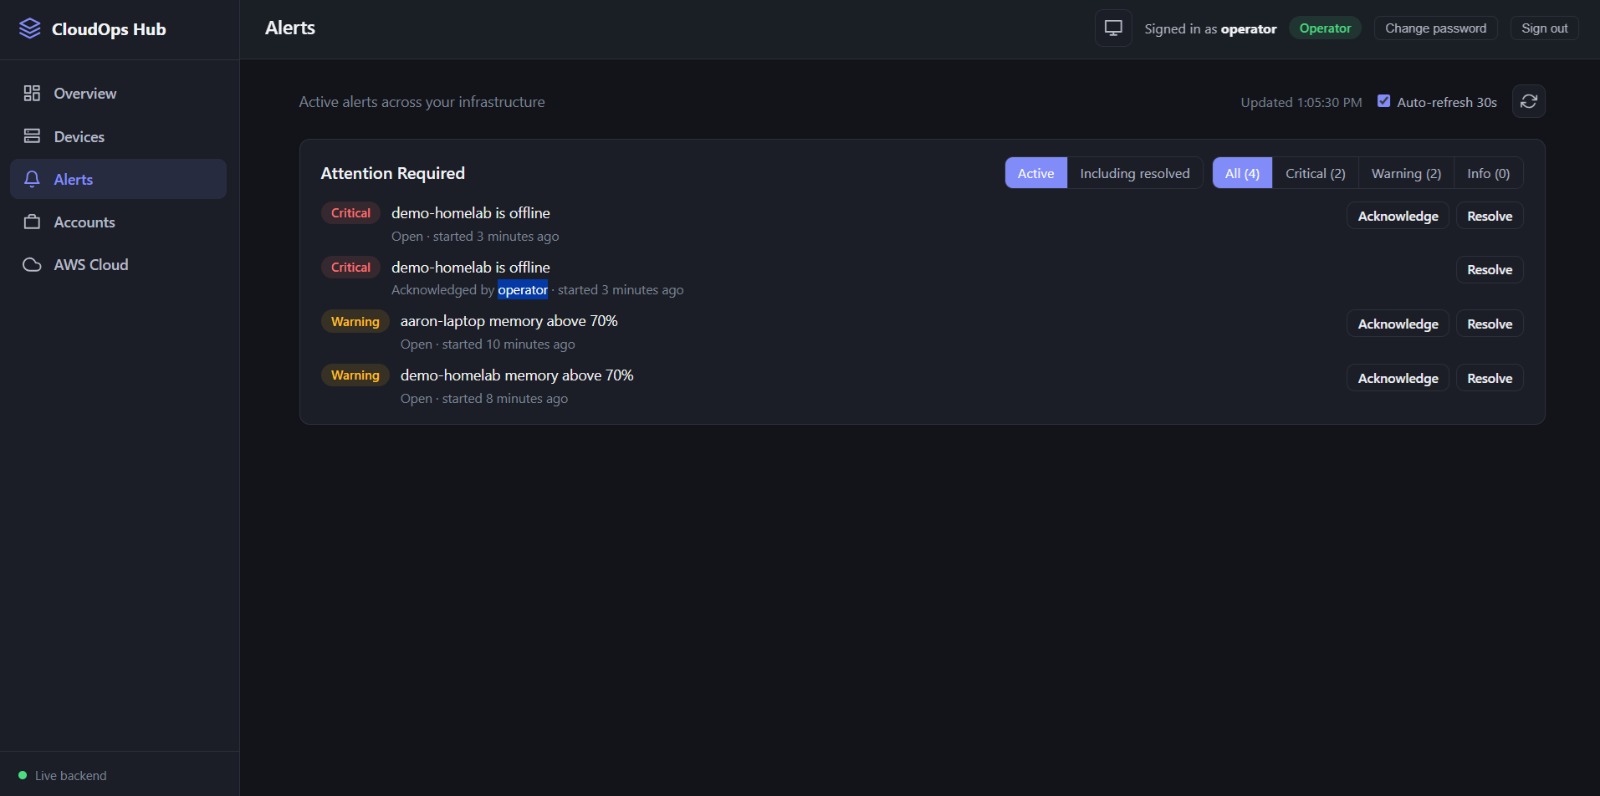 CloudOps Hub
Alerts
Signed in as operator
Operator
Change password
Sign out
Overview
Devices
Alerts
Accounts
AWS Cloud
Active alerts across your infrastructure
Updated 1:05:30 PM
Auto-refresh 30s
Attention Required
Active
Including resolved
All (4)
Critical (2)
Warning (2)
Info (0)
Critical demo-homelab is offline
Open · started 3 minutes ago
Acknowledge Resolve
Critical demo-homelab is offline
Acknowledged by operator · started 3 minutes ago
Resolve
Warning aaron-laptop memory above 70%
Open · started 10 minutes ago
Acknowledge Resolve
Warning demo-homelab memory above 70%
Open · started 8 minutes ago
Acknowledge Resolve
Live backend